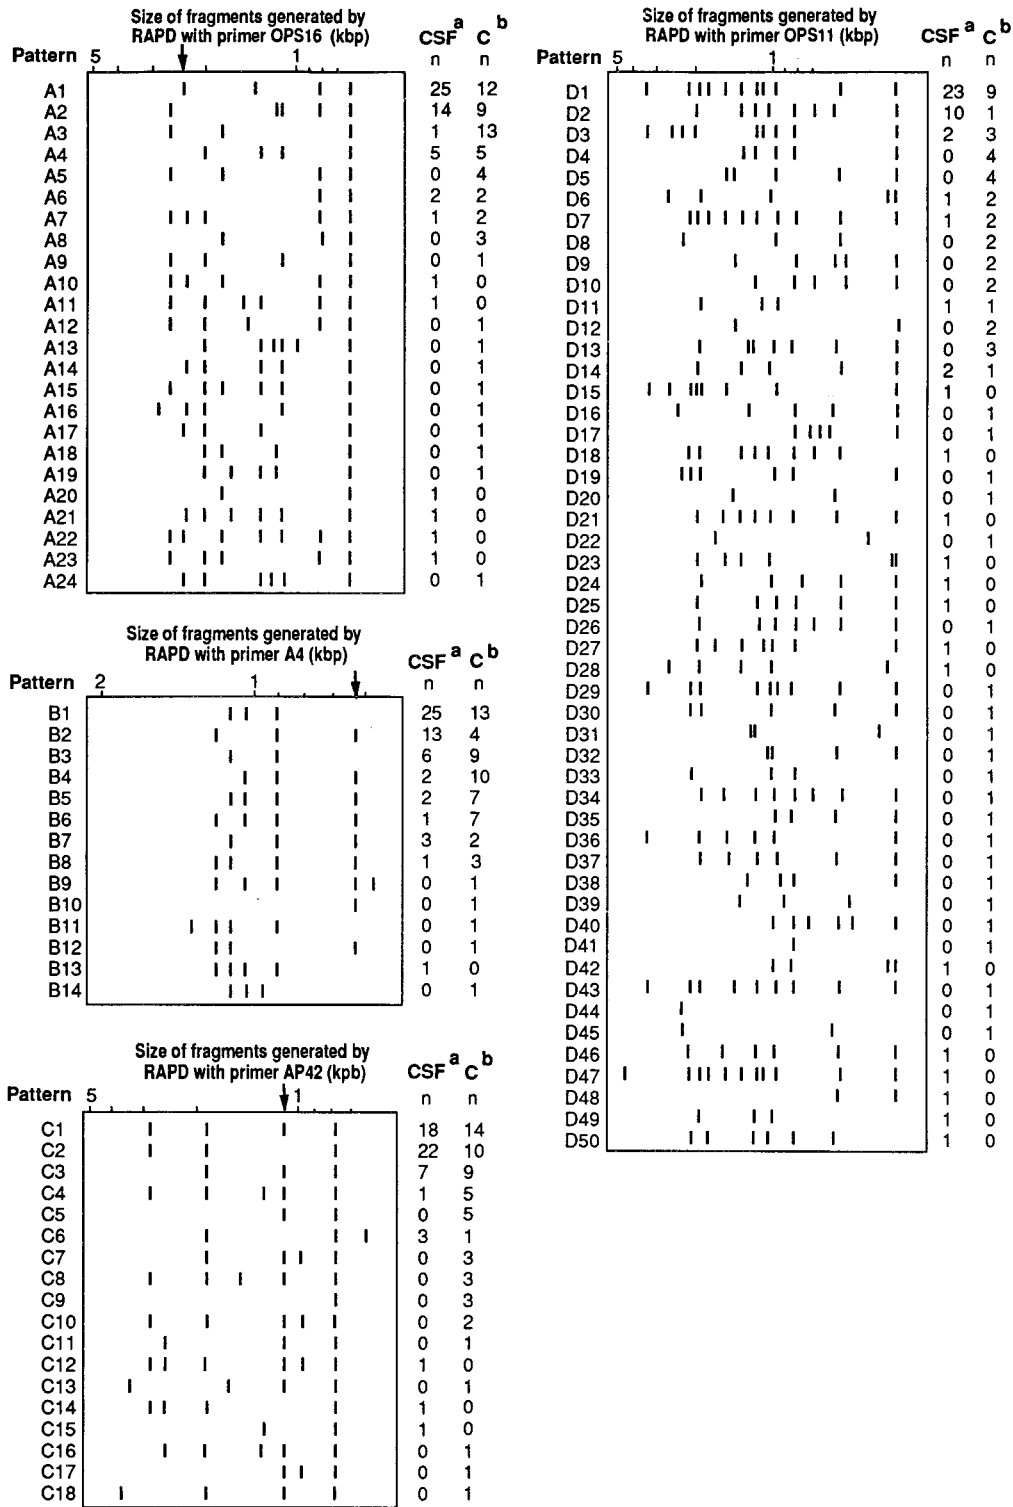 Size of fragments generated by
RAPD with primer OPS16 (kbp)
CSF a C b
Pattern 5 1 n n
A1 25 12
A2 14 9
A3 1 13
A4 5 5
A5 0 4
A6 2 2
A7 1 2
A8 0 3
A9 0 1
A10 1 0
A11 1 0
A12 0 1
A13 0 1
A14 0 1
A15 0 1
A16 0 1
A17 0 1
A18 0 1
A19 0 1
A20 1 0
A21 1 0
A22 1 0
A23 1 0
A24 0 1
Size of fragments generated by
RAPD with primer A4 (kbp)
CSF a C b
Pattern 2 1 n n
B1 25 13
B2 13 4
B3 6 9
B4 2 10
B5 2 7
B6 1 7
B7 3 2
B8 1 3
B9 0 1
B10 0 1
B11 0 1
B12 0 1
B13 1 0
B14 0 1
Size of fragments generated by
RAPD with primer AP42 (kpb)
CSF a C b
Pattern 5 1 n n
C1 18 14
C2 22 10
C3 7 9
C4 1 5
C5 0 5
C6 3 1
C7 0 3
C8 0 3
C9 0 3
C10 0 2
C11 0 1
C12 1 0
C13 0 1
C14 1 0
C15 1 0
C16 0 1
C17 0 1
C18 0 1
Size of fragments generated by
RAPD with primer OPS11 (kbp)
CSF a C b
Pattern 5 1 n n
D1 23 9
D2 10 1
D3 2 3
D4 0 4
D5 0 4
D6 1 2
D7 1 2
D8 0 2
D9 0 2
D10 0 2
D11 1 1
D12 0 2
D13 0 3
D14 2 1
D15 1 0
D16 0 1
D17 0 1
D18 1 0
D19 0 1
D20 0 1
D21 1 0
D22 0 1
D23 1 0
D24 1 0
D25 1 0
D26 0 1
D27 1 0
D28 1 0
D29 0 1
D30 0 1
D31 0 1
D32 0 1
D33 0 1
D34 0 1
D35 0 1
D36 0 1
D37 0 1
D38 0 1
D39 0 1
D40 0 1
D41 0 1
D42 1 0
D43 0 1
D44 0 1
D45 0 1
D46 1 0
D47 1 0
D48 1 0
D49 1 0
D50 1 0